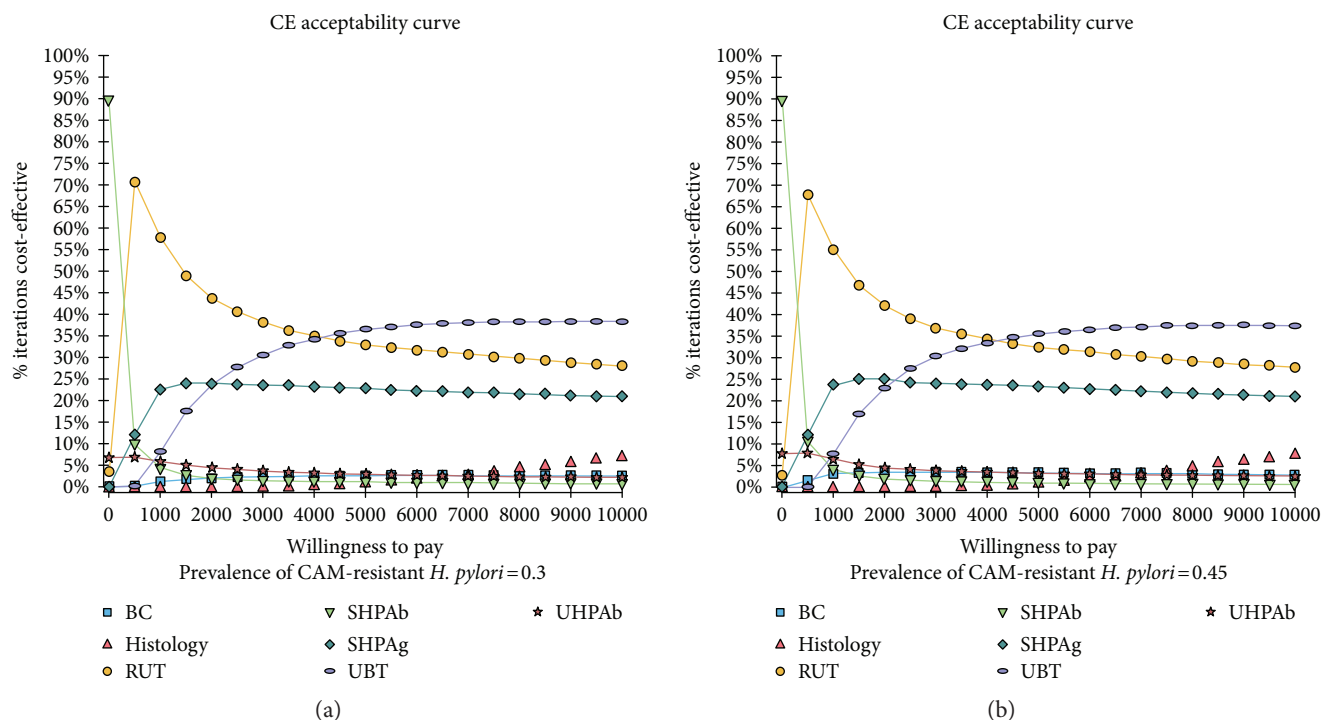 CE acceptability curve
100%
95%
90%
85%
80%
75%
70%
65%
60%
55%
50%
45%
40%
35%
30%
25%
20%
15%
10%
5%
0%
% iterations cost-effective
0 1000 2000 3000 4000 5000 6000 7000 8000 9000 10000
Willingness to pay
Prevalence of CAM-resistant H. pylori = 0.3
BC SHPAb UHPAb
Histology SHPAg
RUT UBT
(a)
CE acceptability curve
100%
95%
90%
85%
80%
75%
70%
65%
60%
55%
50%
45%
40%
35%
30%
25%
20%
15%
10%
5%
0%
% iterations cost-effective
0 1000 2000 3000 4000 5000 6000 7000 8000 9000 10000
Willingness to pay
Prevalence of CAM-resistant H. pylori = 0.45
BC SHPAb UHPAb
Histology SHPAg
RUT UBT
(b)